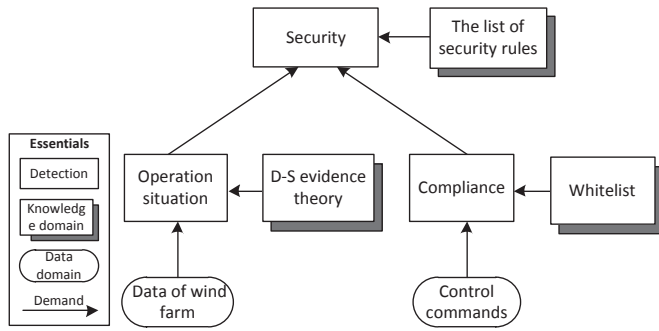 Security
The list of
security rules
Essentials
Detection
Knowledg
e domain
Data
domain
Demand
Operation
situation
D-S evidence
theory
Compliance
Whitelist
Data of wind
farm
Control
commands